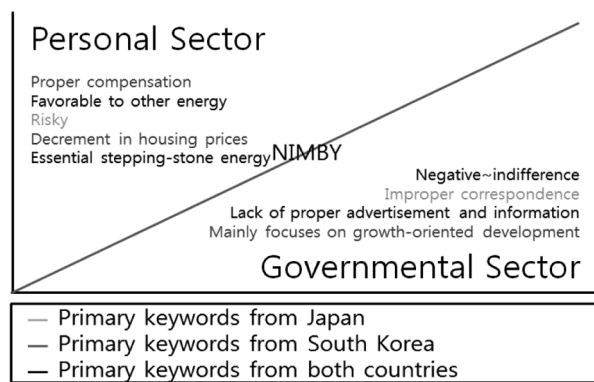 Personal Sector
Proper compensation
Favorable to other energy
Risky
Decrement in housing prices
Essential stepping-stone energy
NIMBY
Negative~indifference
Improper correspondence
Lack of proper advertisement and information
Mainly focuses on growth-oriented development
Governmental Sector
— Primary keywords from Japan
— Primary keywords from South Korea
— Primary keywords from both countries